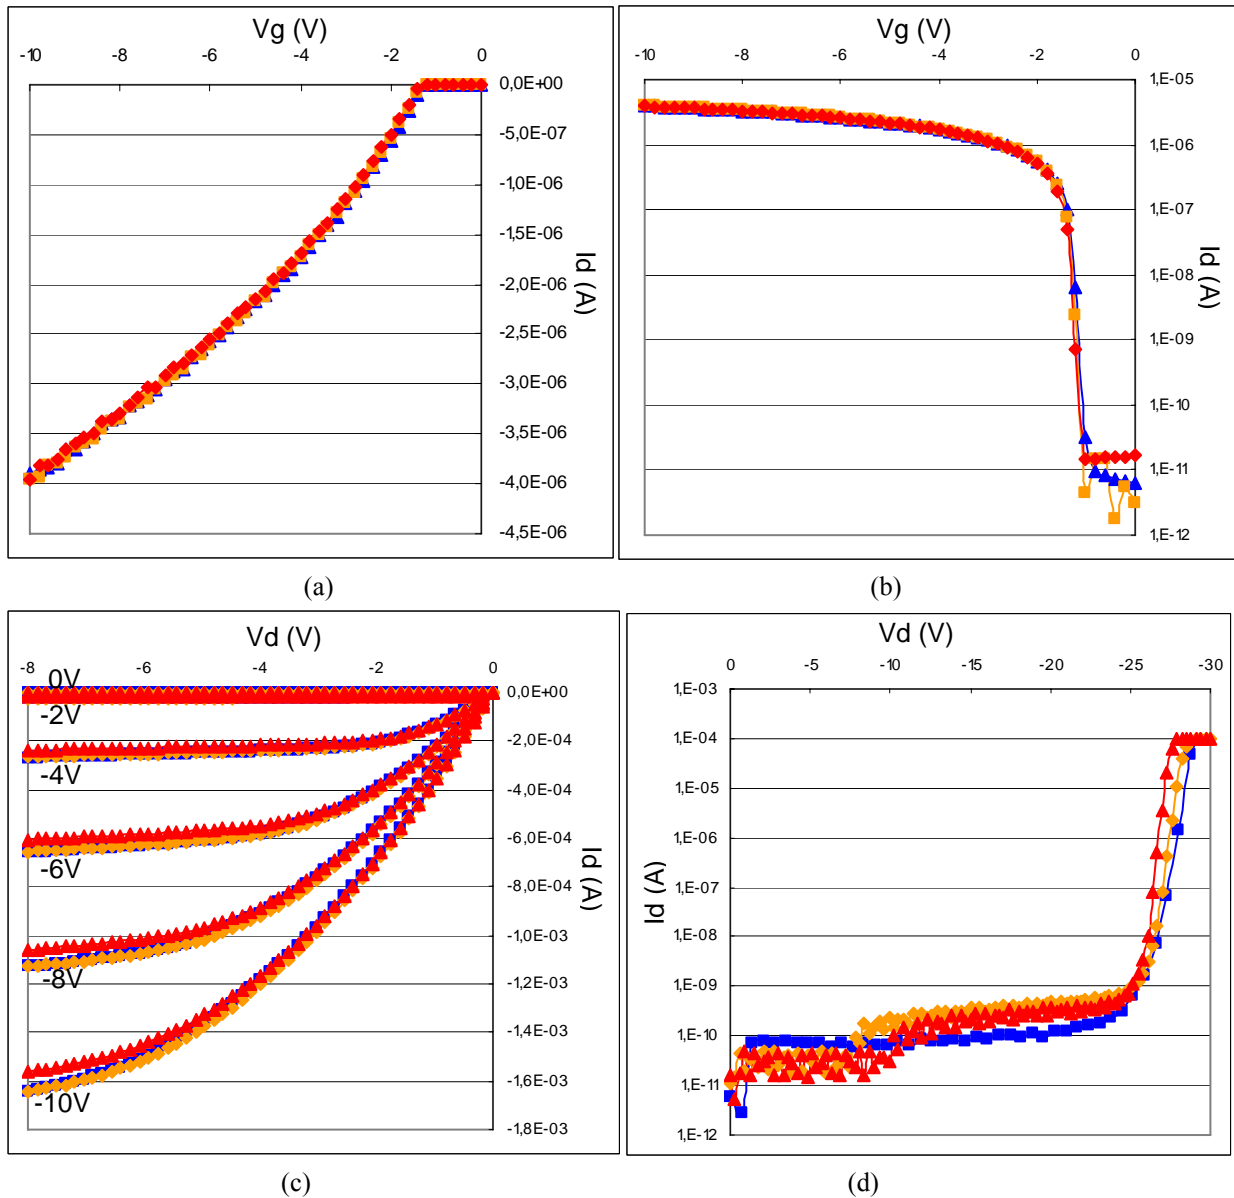 Vg (V)
-10 -8 -6 -4 -2 0
0,0E+00
-5,0E-07
-1,0E-06
-1,5E-06
-2,0E-06
-2,5E-06
-3,0E-06
-3,5E-06
-4,0E-06
-4,5E-06
Id (A)
(a)
Vg (V)
-10 -8 -6 -4 -2 0
1,E-05
1,E-06
1,E-07
1,E-08
1,E-09
1,E-10
1,E-11
1,E-12
Id (A)
(b)
Vd (V)
-8 -6 -4 -2 0
0V
-2V
-4V
-6V
-8V
-10V
0,0E+00
-2,0E-04
-4,0E-04
-6,0E-04
-8,0E-04
-1,0E-03
-1,2E-03
-1,4E-03
-1,6E-03
-1,8E-03
Id (A)
(c)
Vd (V)
0 -5 -10 -15 -20 -25 -30
1,E-03
1,E-04
1,E-05
1,E-06
1,E-07
1,E-08
1,E-09
1,E-10
1,E-11
1,E-12
Id (A)
(d)